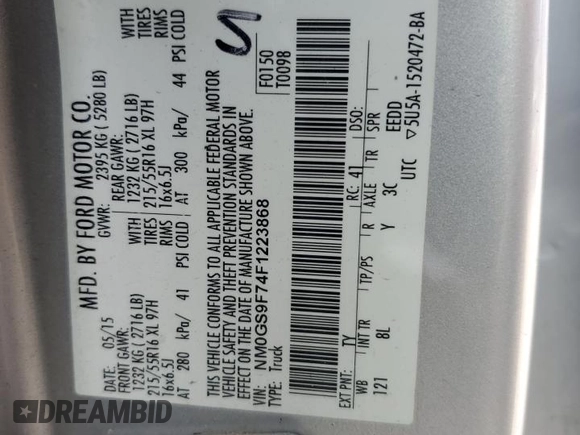 MFD. BY FORD MOTOR CO.
DATE: 05/15 GVWR: 2395 KG ( 5280 LB)
FRONT GAWR: REAR GAWR:
1232 KG ( 2716 LB) WITH 1232 KG ( 2716 LB) WITH
215/55R16 XL 97H TIRES 215/55R16 XL 97H TIRES
16x6.5J RIMS 16x6.5J RIMS
AT 280 kPa/ 41 PSI COLD AT 300 kPa/ 44 PSI COLD
THIS VEHICLE CONFORMS TO ALL APPLICABLE FEDERAL MOTOR
VEHICLE SAFETY AND THEFT PREVENTION STANDARDS IN
EFFECT ON THE DATE OF MANUFACTURE SHOWN ABOVE.
VIN: NM0GS9F74F1223868 F0150
TYPE: Truck T0098
EXT PNT: TY RC: 41 DSO:
WB INT TR TP/PS R AXLE TR SPR
121 8L Y 3C EEDD
UTC ▽5U5A-1520472-BA
DREAMBID